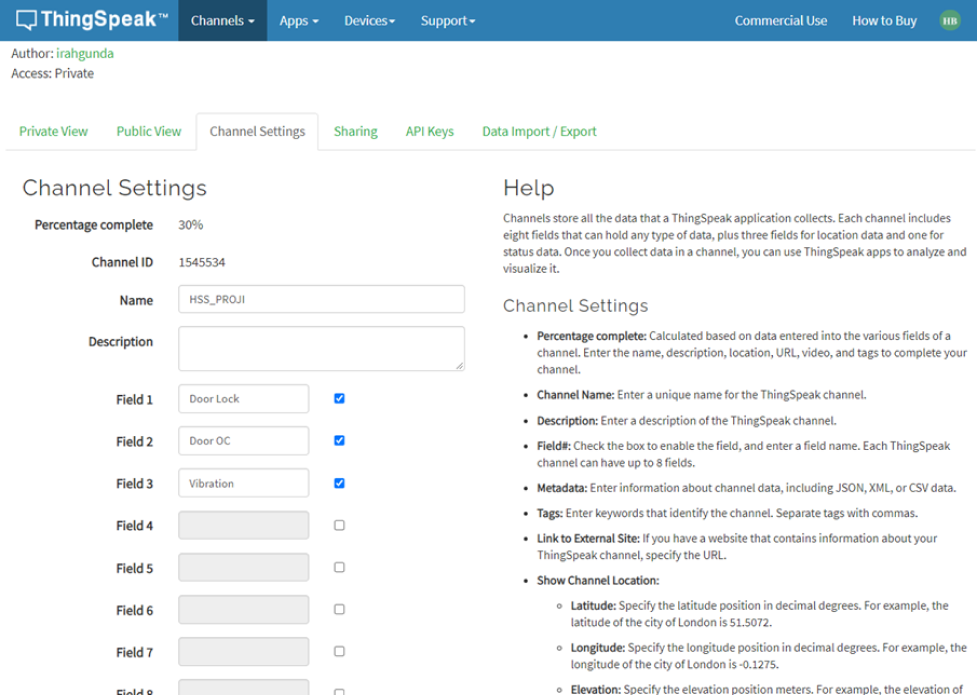 ThingSpeak™ Channels Apps Devices Support Commercial Use How to Buy HB
Author: irahgunda
Access: Private
Private View Public View Channel Settings Sharing API Keys Data Import / Export
Channel Settings
Percentage complete 30%
Channel ID 1545534
Name HSS_PROJI
Description
Field 1 Door Lock
Field 2 Door OC
Field 3 Vibration
Field 4
Field 5
Field 6
Field 7
Field 8
Help
Channels store all the data that a ThingSpeak application collects. Each channel includes
eight fields that can hold any type of data, plus three fields for location data and one for
status data. Once you collect data in a channel, you can use ThingSpeak apps to analyze and
visualize it.
Channel Settings
• Percentage complete: Calculated based on data entered into the various fields of a
channel. Enter the name, description, location, URL, video, and tags to complete your
channel.
• Channel Name: Enter a unique name for the ThingSpeak channel.
• Description: Enter a description of the ThingSpeak channel.
• Field#: Check the box to enable the field, and enter a field name. Each ThingSpeak
channel can have up to 8 fields.
• Metadata: Enter information about channel data, including JSON, XML, or CSV data.
• Tags: Enter keywords that identify the channel. Separate tags with commas.
• Link to External Site: If you have a website that contains information about your
ThingSpeak channel, specify the URL.
• Show Channel Location:
◦ Latitude: Specify the latitude position in decimal degrees. For example, the
latitude of the city of London is 51.5072.
◦ Longitude: Specify the longitude position in decimal degrees. For example, the
longitude of the city of London is -0.1275.
◦ Elevation: Specify the elevation position meters. For example, the elevation of